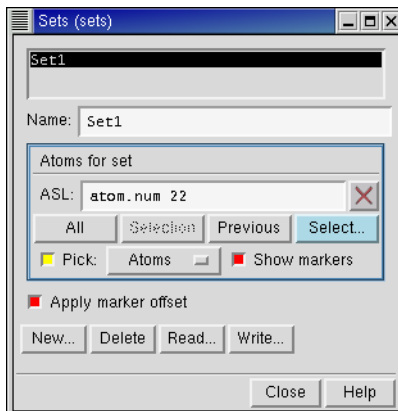 Sets (sets)
Set1
Name: Set1
Atoms for set
ASL: atom.num 22
All Selection Previous Select...
Pick: Atoms Show markers
Apply marker offset
New... Delete Read... Write...
Close Help